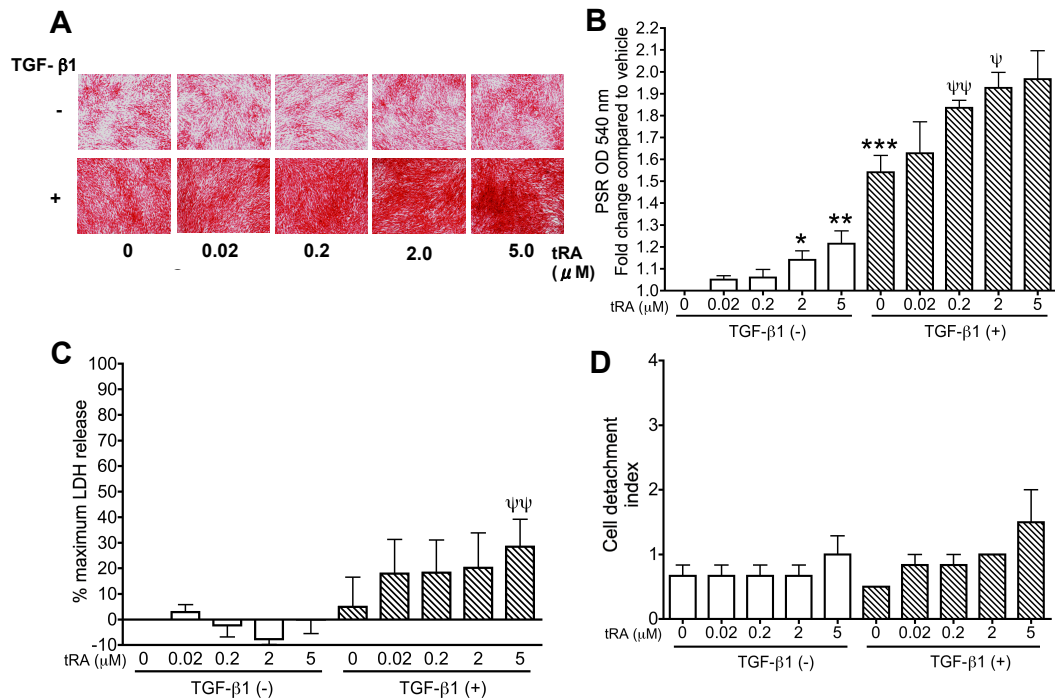 A
TGF- β1
-
+
0 0.02 0.2 2.0 5.0 tRA
(μM)
B
PSR OD 540 nm
Fold change compared to vehicle
2.2
2.1
2.0
1.9
1.8
1.7
1.6
1.5
1.4
1.3
1.2
1.1
1.0
* ** *** ψψ ψ
tRA (μM) 0 0.02 0.2 2 5 0 0.02 0.2 2 5
TGF-β1 (-) TGF-β1 (+)
C
% maximum LDH release
100
90
80
70
60
50
40
30
20
10
0
-10
ψψ
tRA (μM) 0 0.02 0.2 2 5 0 0.02 0.2 2 5
TGF-β1 (-) TGF-β1 (+)
D
Cell detachment
index
4
3
2
1
0
tRA (μM) 0 0.02 0.2 2 5 0 0.02 0.2 2 5
TGF-β1 (-) TGF-β1 (+)